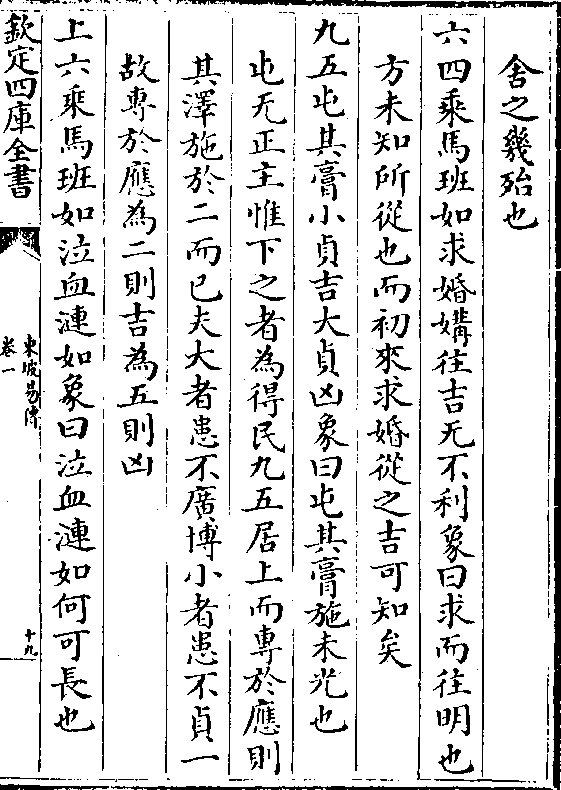 舍之幾殆也
六四乘馬班如求婚媾往吉无不利象曰求而往明也
方未知所從也而初來求婚從之吉可知矣
九五屯其膏小貞吉大貞凶象曰屯其膏施未光也
屯无正主惟下之者為得民九五居上而專於應則
其澤施於二而已夫大者患不廣博小者患不貞一
故專於應為二則吉為五則凶
上六乘馬班如泣血漣如象曰泣血漣如何可長也
欽定四庫全書
東坡易傳
卷一
十九